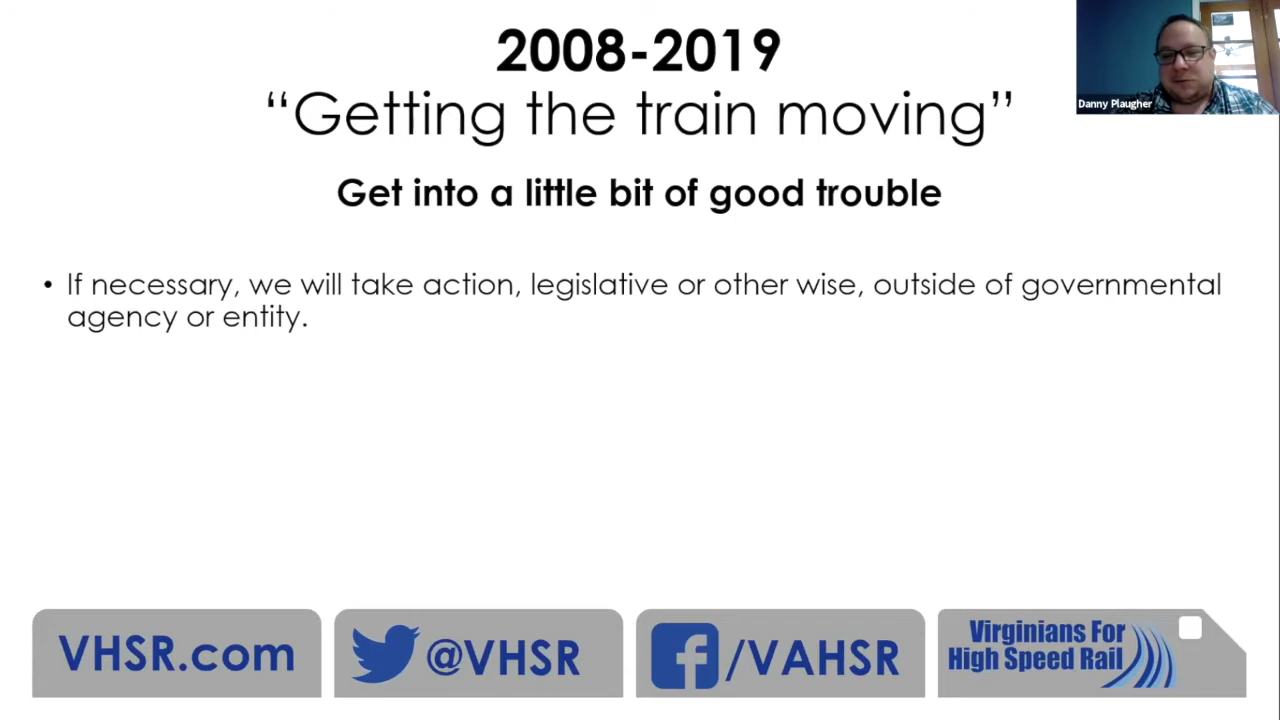 2008-2019
“Getting the train moving”
Danny Plaugher
Get into a little bit of good trouble
• If necessary, we will take action, legislative or other wise, outside of governmental
agency or entity.
VHSR.com
@VHSR
/VAHSR
Virginians For
High Speed Rail